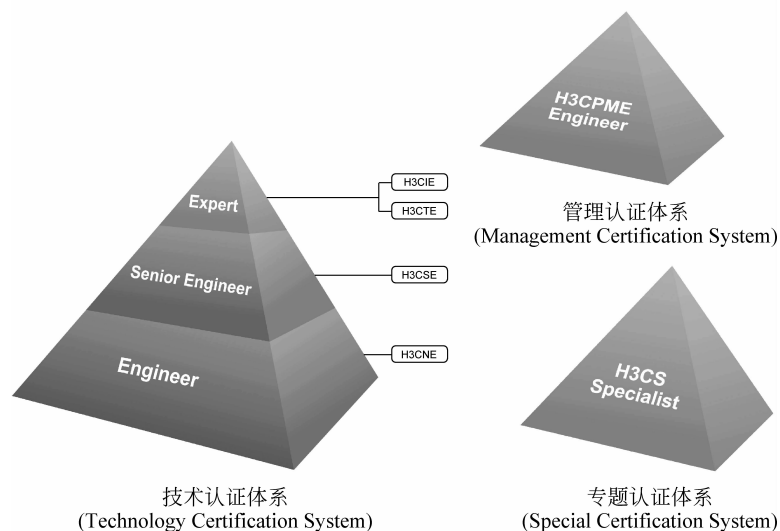 Expert
Senior Engineer
Engineer
H3CIE
H3CTE
H3CSE
H3CNE
技术认证体系
(Technology Certification System)
H3CPME
Engineer
管理认证体系
(Management Certification System)
H3CS
Specialist
专题认证体系
(Special Certification System)